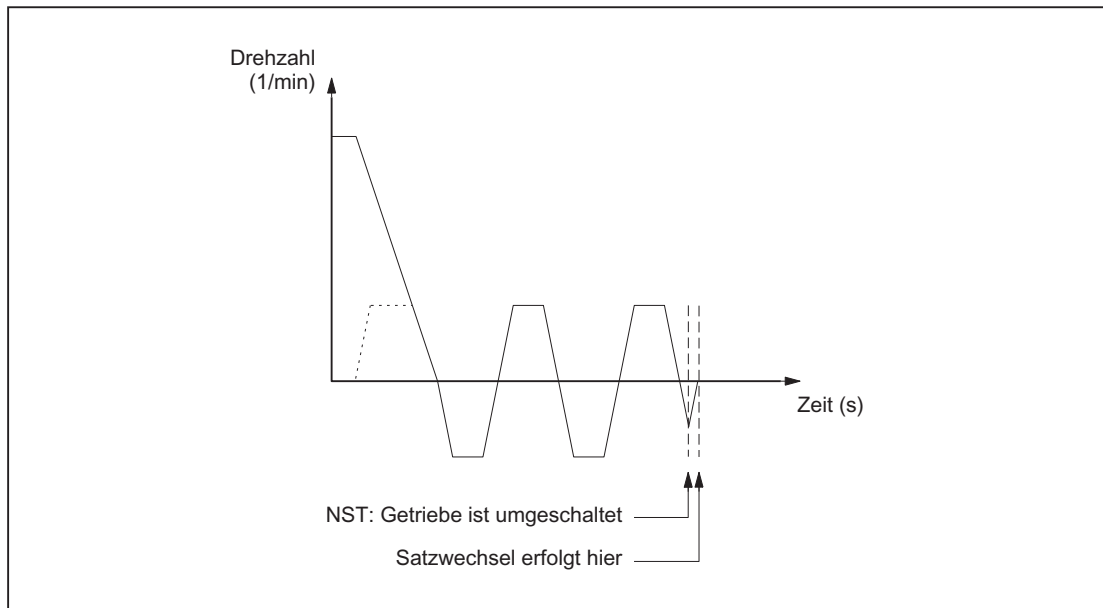 Drehzahl
(1/min)
Zeit (s)
NST: Getriebe ist umgeschaltet
Satzwechsel erfolgt hier